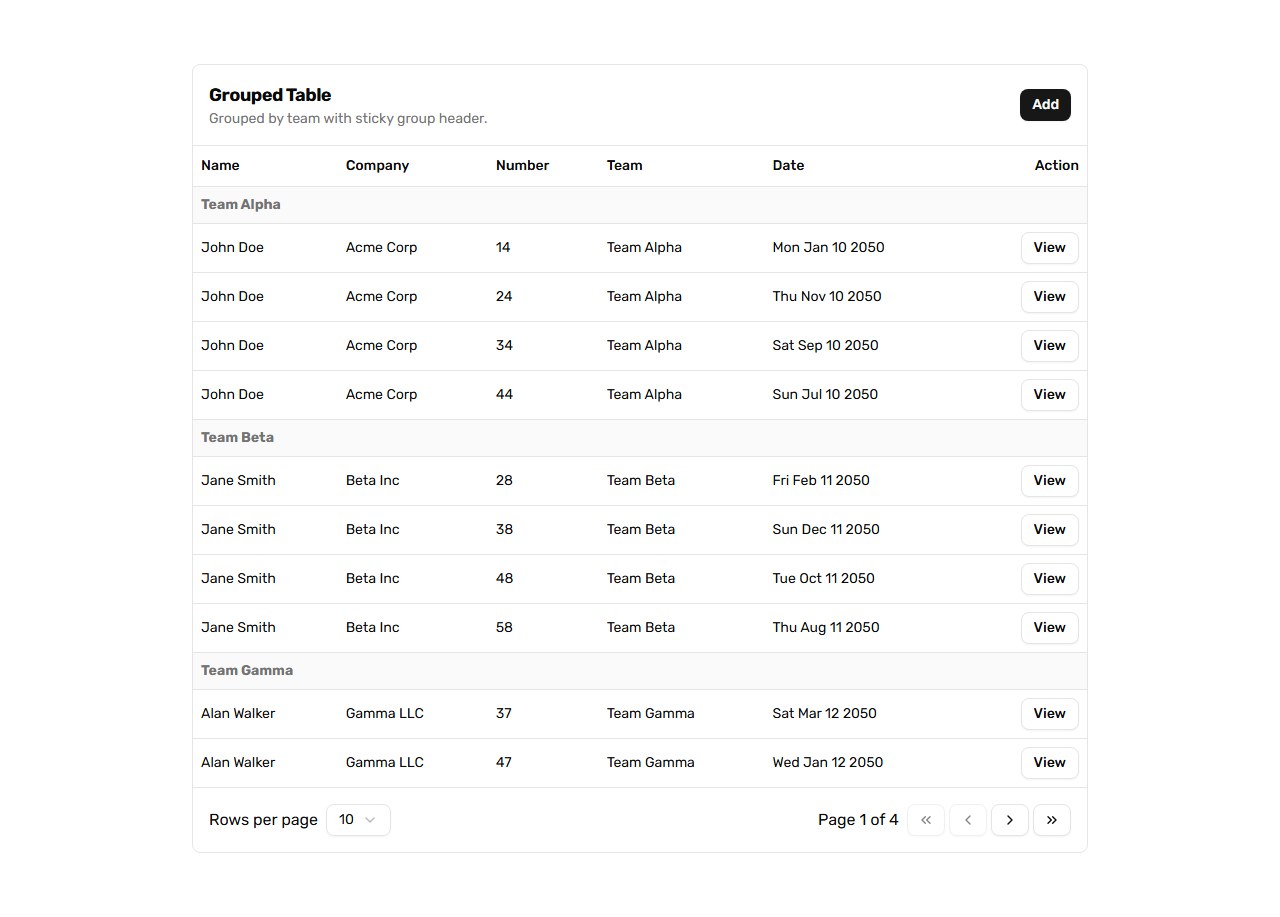 Grouped Table
Grouped by team with sticky group header.
Add
Name Company Number Team Date Action
Team Alpha
John Doe Acme Corp 14 Team Alpha Mon Jan 10 2050 View
John Doe Acme Corp 24 Team Alpha Thu Nov 10 2050 View
John Doe Acme Corp 34 Team Alpha Sat Sep 10 2050 View
John Doe Acme Corp 44 Team Alpha Sun Jul 10 2050 View
Team Beta
Jane Smith Beta Inc 28 Team Beta Fri Feb 11 2050 View
Jane Smith Beta Inc 38 Team Beta Sun Dec 11 2050 View
Jane Smith Beta Inc 48 Team Beta Tue Oct 11 2050 View
Jane Smith Beta Inc 58 Team Beta Thu Aug 11 2050 View
Team Gamma
Alan Walker Gamma LLC 37 Team Gamma Sat Mar 12 2050 View
Alan Walker Gamma LLC 47 Team Gamma Wed Jan 12 2050 View
Rows per page 10 Page 1 of 4